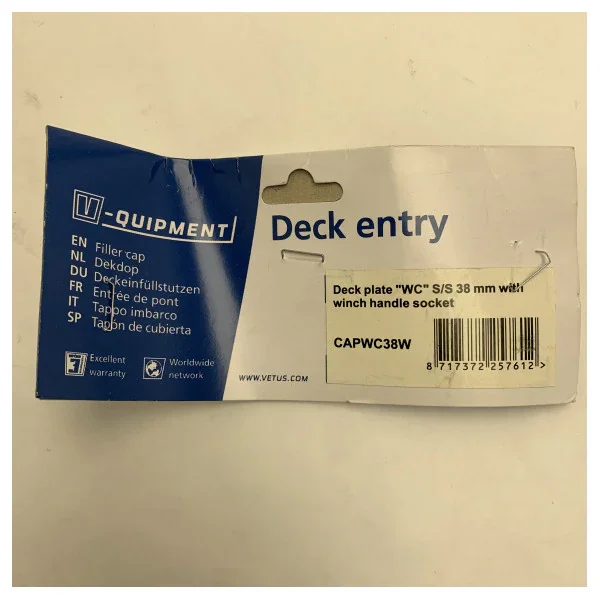 V-QUIPMENT
EN Filler cap
NL Dekdop
DU Deckeinfüllstutzen
FR Entrée de pont
IT Tappo imbarco
SP Tapón de cubierta
Excellent
warranty
Worldwide
network
WWW.VETUS.COM
Deck entry
Deck plate "WC" S/S 38 mm with
winch handle socket
CAPWC38W
8 717372 257612 >